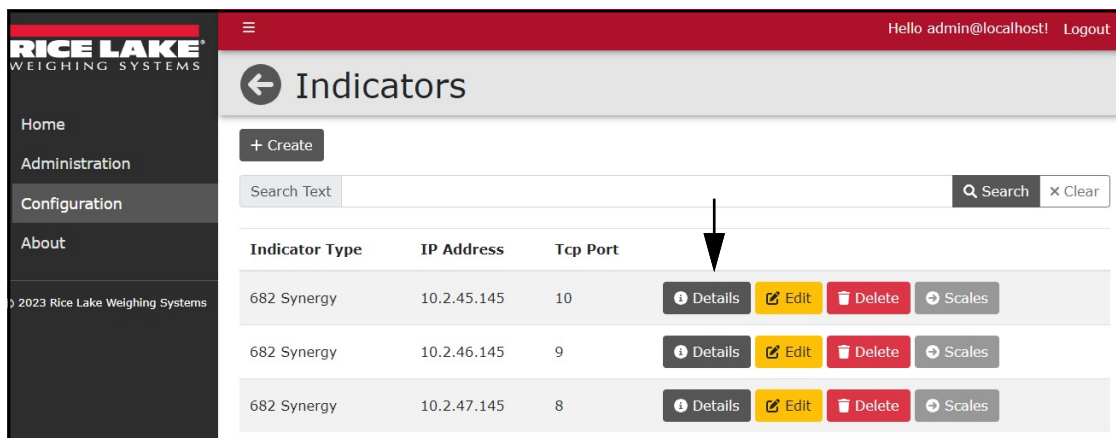 RICE LAKE
WEIGHING SYSTEMS
Home
Administration
Configuration
About
© 2023 Rice Lake Weighing Systems
Hello admin@localhost! Logout
Indicators
+ Create
Search Text Search × Clear
Indicator Type IP Address Tcp Port
682 Synergy 10.2.45.145 10 Details Edit Delete Scales
682 Synergy 10.2.46.145 9 Details Edit Delete Scales
682 Synergy 10.2.47.145 8 Details Edit Delete Scales